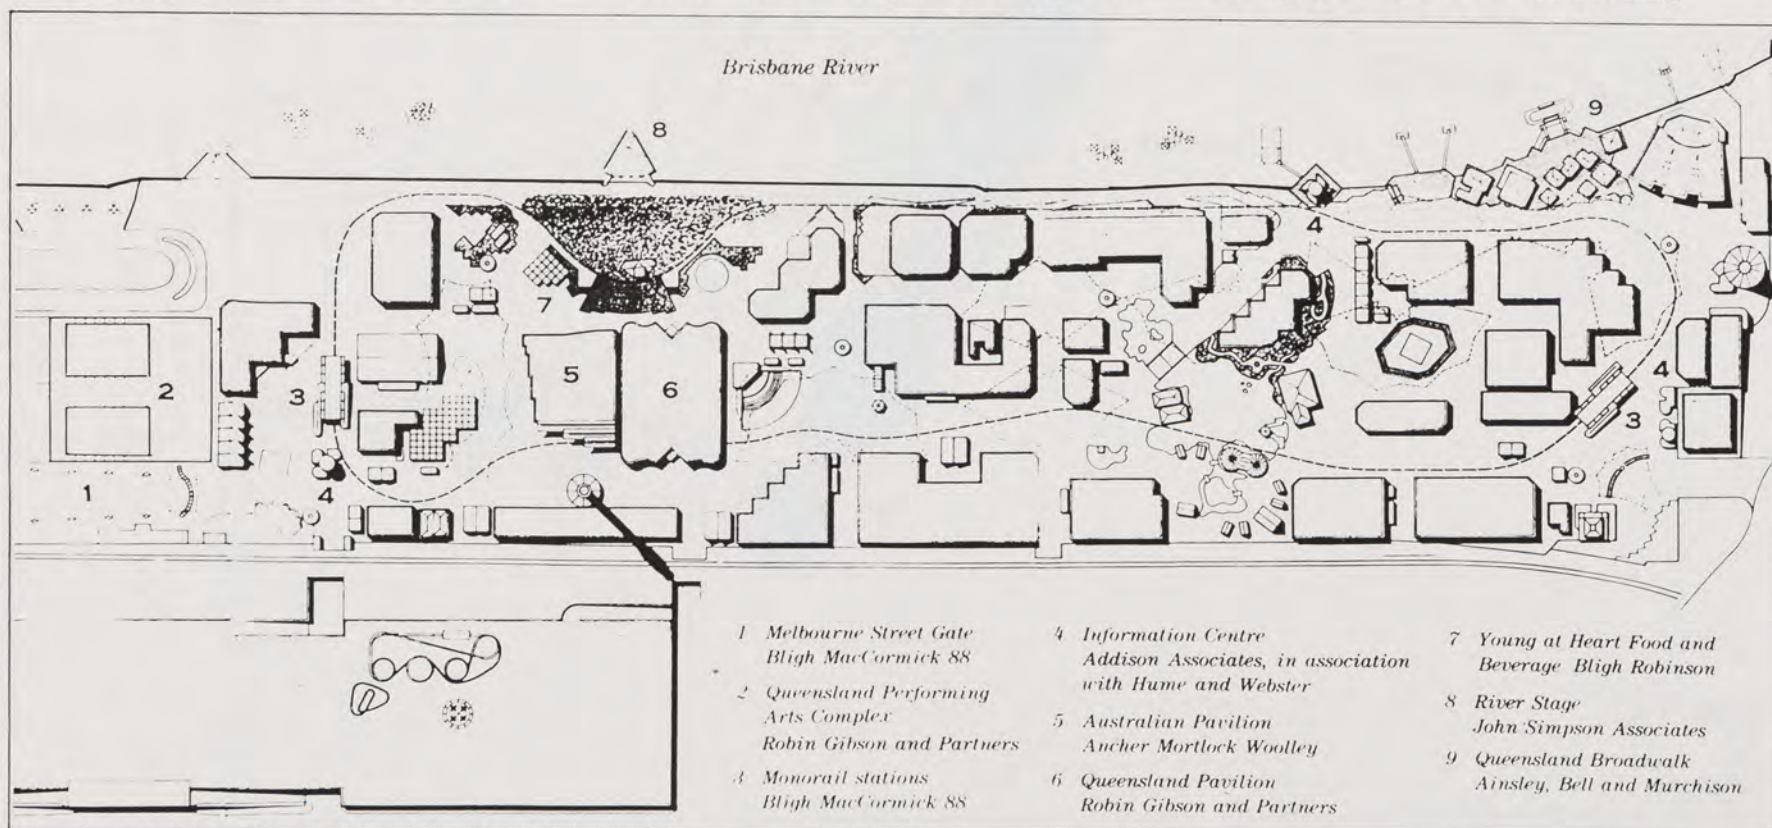 Brisbane River
8
9
4
7
5
6
2
3
4
3
1
4
1 Melbourne Street Gate
Bligh MacCormick 88
2 Queensland Performing
Arts Complex
Robin Gibson and Partners
3 Monorail stations
Bligh MacCormick 88
4 Information Centre
Addison Associates, in association
with Hume and Webster
5 Australian Pavilion
Ancher Mortlock Woolley
6 Queensland Pavilion
Robin Gibson and Partners
7 Young at Heart Food and
Beverage Bligh Robinson
8 River Stage
John Simpson Associates
9 Queensland Broadwalk
Ainsley, Bell and Murchison